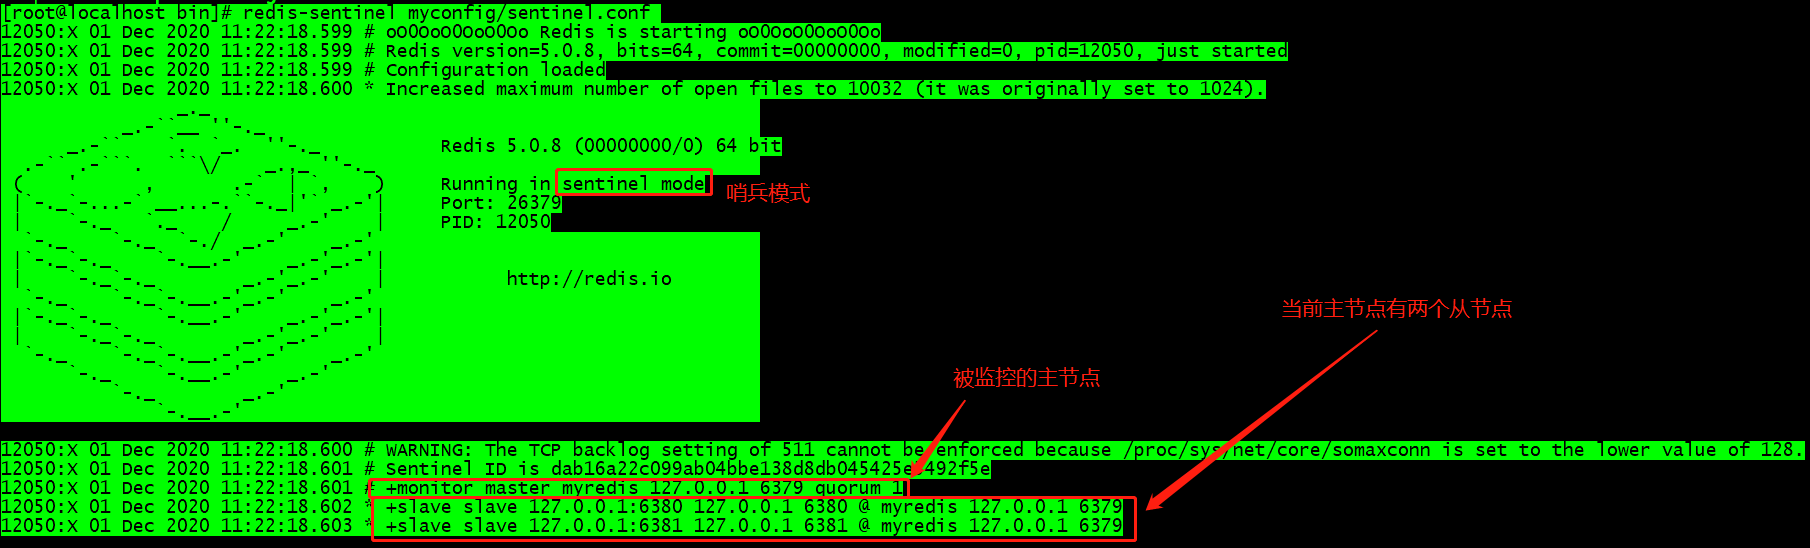 [root@localhost bin]# redis-sentinel myconfig/sentinel.conf
12050:X 01 Dec 2020 11:22:18.599 # oO0OoO0OoO0Oo Redis is starting oO0OoO0OoO0Oo
12050:X 01 Dec 2020 11:22:18.599 # Redis version=5.0.8, bits=64, commit=00000000, modified=0, pid=12050, just started
12050:X 01 Dec 2020 11:22:18.599 # Configuration loaded
12050:X 01 Dec 2020 11:22:18.600 * Increased maximum number of open files to 10032 (it was originally set to 1024).
Redis 5.0.8 (00000000/0) 64 bit
Running in sentinel mode
哨兵模式
Port: 26379
PID: 12050
http://redis.io
当前主节点有两个从节点
被监控的主节点
12050:X 01 Dec 2020 11:22:18.600 # WARNING: The TCP backlog setting of 511 cannot be enforced because /proc/sys/net/core/somaxconn is set to the lower value of 128.
12050:X 01 Dec 2020 11:22:18.601 # Sentinel ID is
12050:X 01 Dec 2020 11:22:18.601 # +monitor master myredis 127.0.0.1 6379 quorum 1
12050:X 01 Dec 2020 11:22:18.602 * +slave slave 127.0.0.1:6380 127.0.0.1 6380 @ myredis 127.0.0.1 6379
12050:X 01 Dec 2020 11:22:18.603 * +slave slave 127.0.0.1:6381 127.0.0.1 6381 @ myredis 127.0.0.1 6379